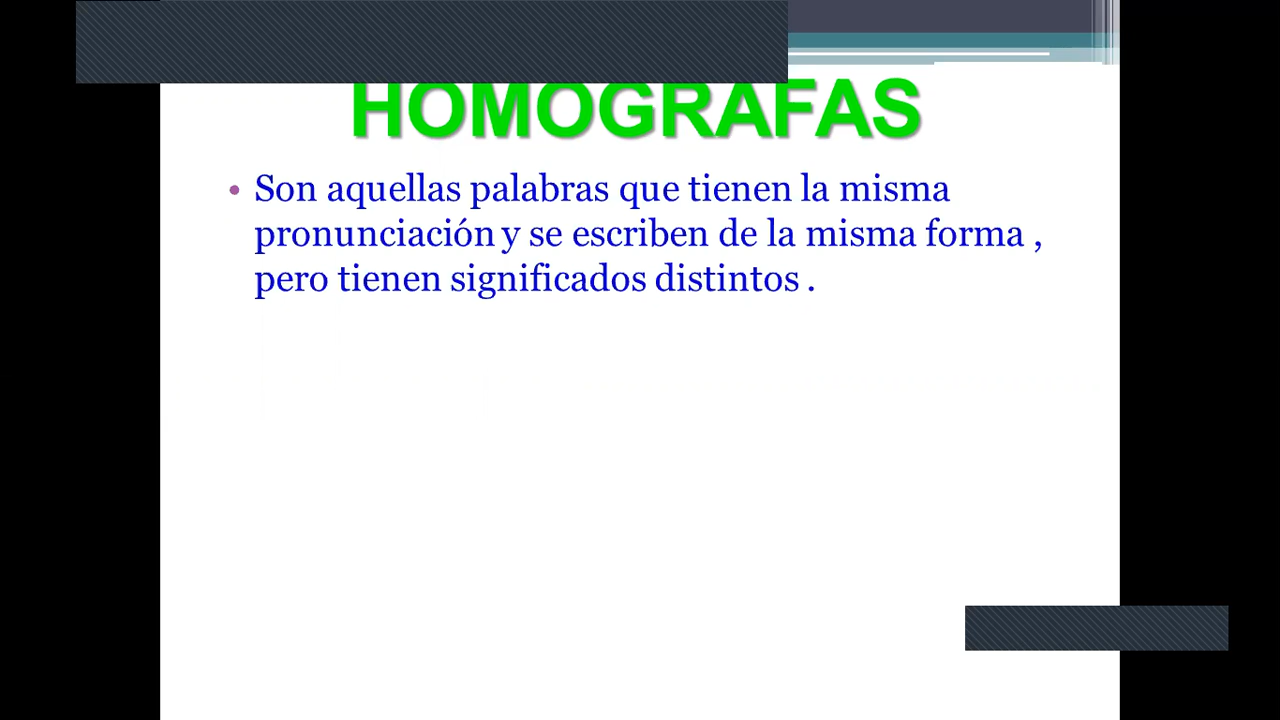 HOMOGRAFAS
• Son aquellas palabras que tienen la misma
pronunciación y se escriben de la misma forma ,
pero tienen significados distintos .